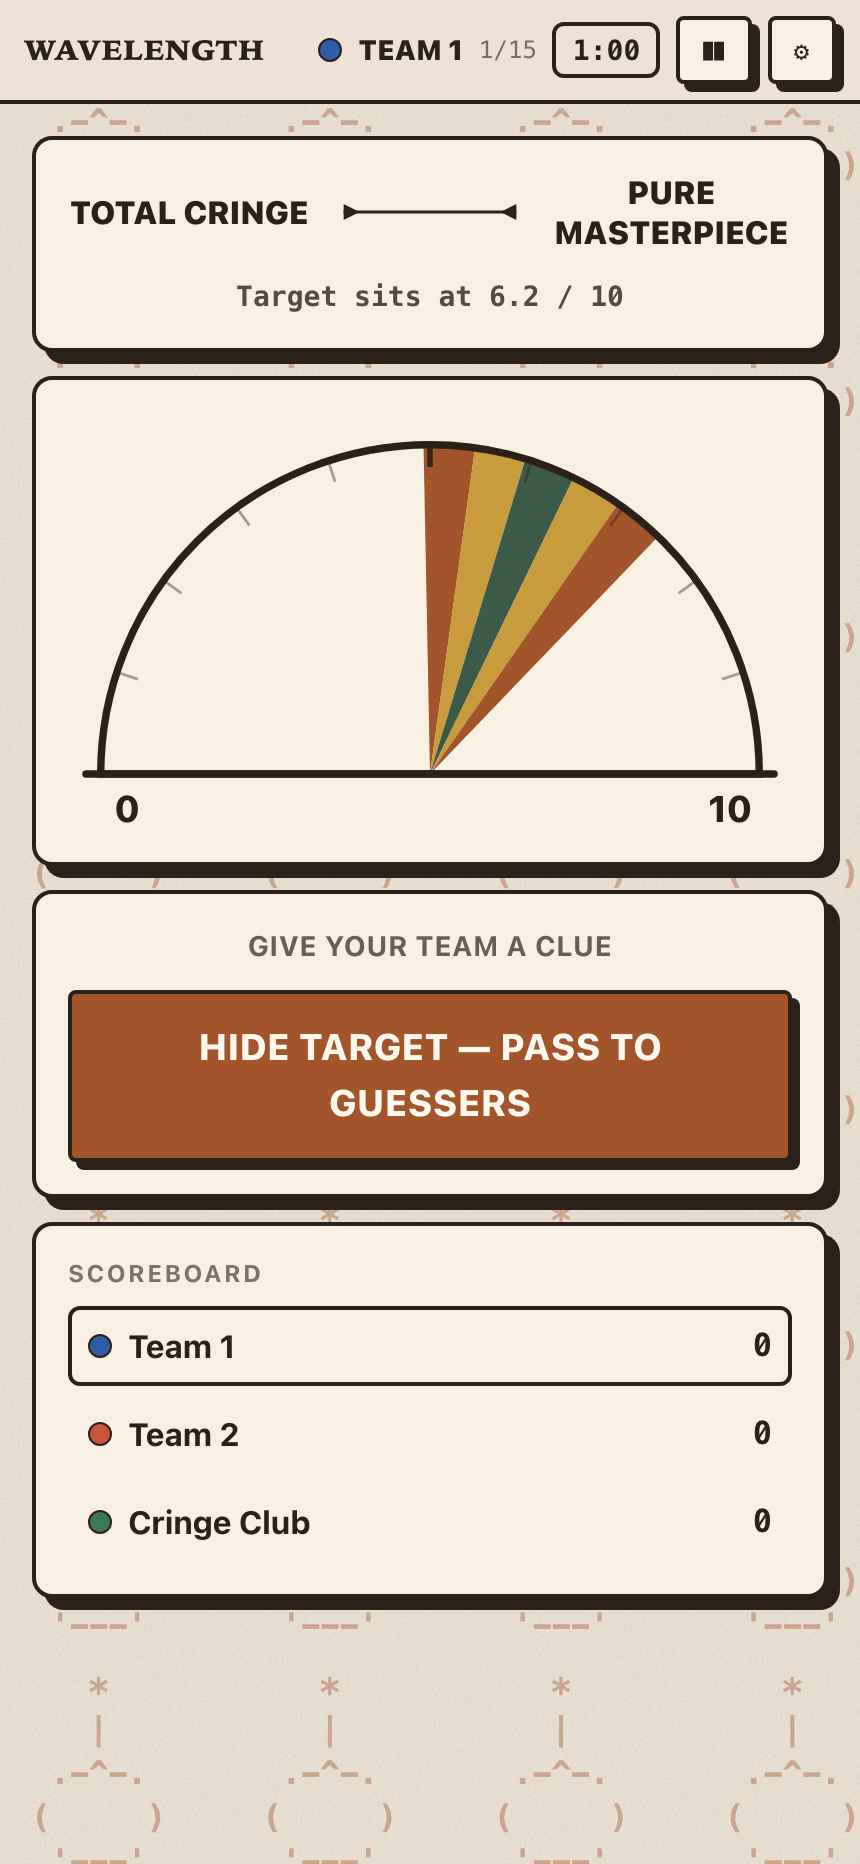 WAVELENGTH
TEAM 1 1/15 1:00
TOTAL CRINGE
PURE
MASTERPIECE
Target sits at 6.2 / 10
0 10
GIVE YOUR TEAM A CLUE
HIDE TARGET — PASS TO
GUESSERS
SCOREBOARD
Team 1 0
Team 2 0
Cringe Club 0